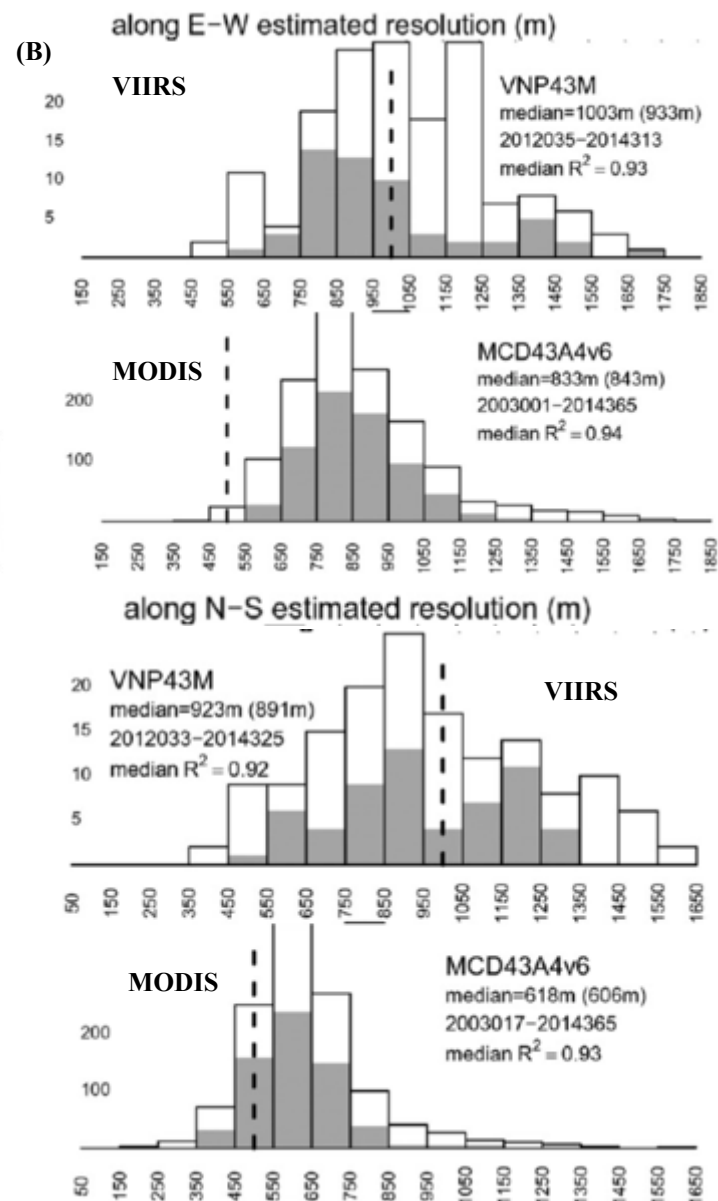 along E−W estimated resolution (m)
(B)
VIIRS
VNP43M
median=1003m (933m)
2012035−2014313
median R² = 0.93
20
15
10
5
150 250 350 450 550 650 750 850 950 1050 1150 1250 1350 1450 1550 1650 1750 1850
MODIS
MCD43A4v6
median=833m (843m)
2003001−2014365
median R² = 0.94
200
100
150 250 350 450 550 650 750 850 950 1050 1150 1250 1350 1450 1550 1650 1750 1850
along N−S estimated resolution (m)
VNP43M
median=923m (891m)
2012033−2014325
median R² = 0.92
VIIRS
20
15
10
5
50 150 250 350 450 550 650 750 850 950 1050 1150 1250 1350 1450 1550 1650
MODIS
MCD43A4v6
median=618m (606m)
2003017−2014365
median R² = 0.93
200
100
50 150 250 350 450 550 650 750 850 950 1050 1150 1250 1350 1450 1550 1650